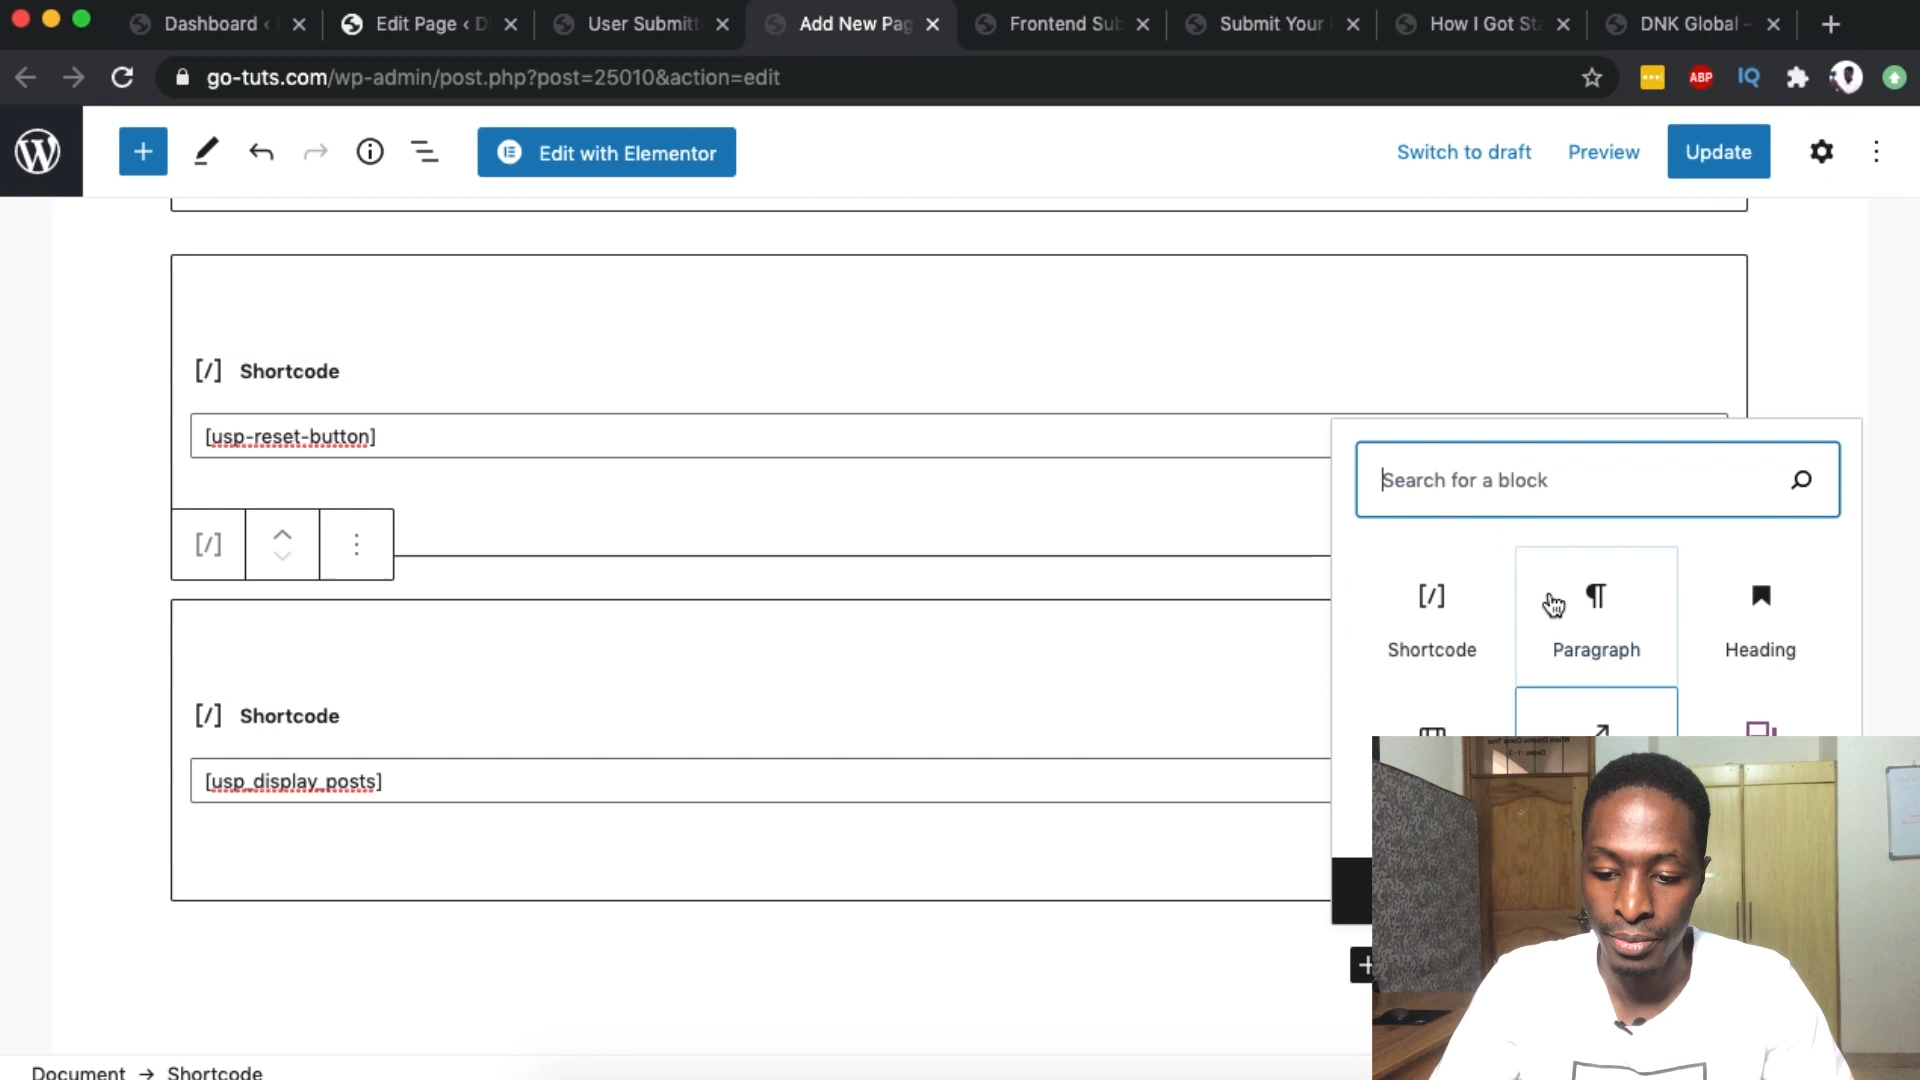 Dashboard ‹
Edit Page ‹ D
User Submitt
Add New Pag
Frontend Sub
Submit Your
How I Got Sta
DNK Global –
go-tuts.com/wp-admin/post.php?post=25010&action=edit
ABP
IQ
Edit with Elementor
Switch to draft
Preview
Update
[/] Shortcode
[usp-reset-button]
[/]
Search for a block
[/]
Shortcode
Paragraph
Heading
[/] Shortcode
[usp_display_posts]
Document → Shortcode